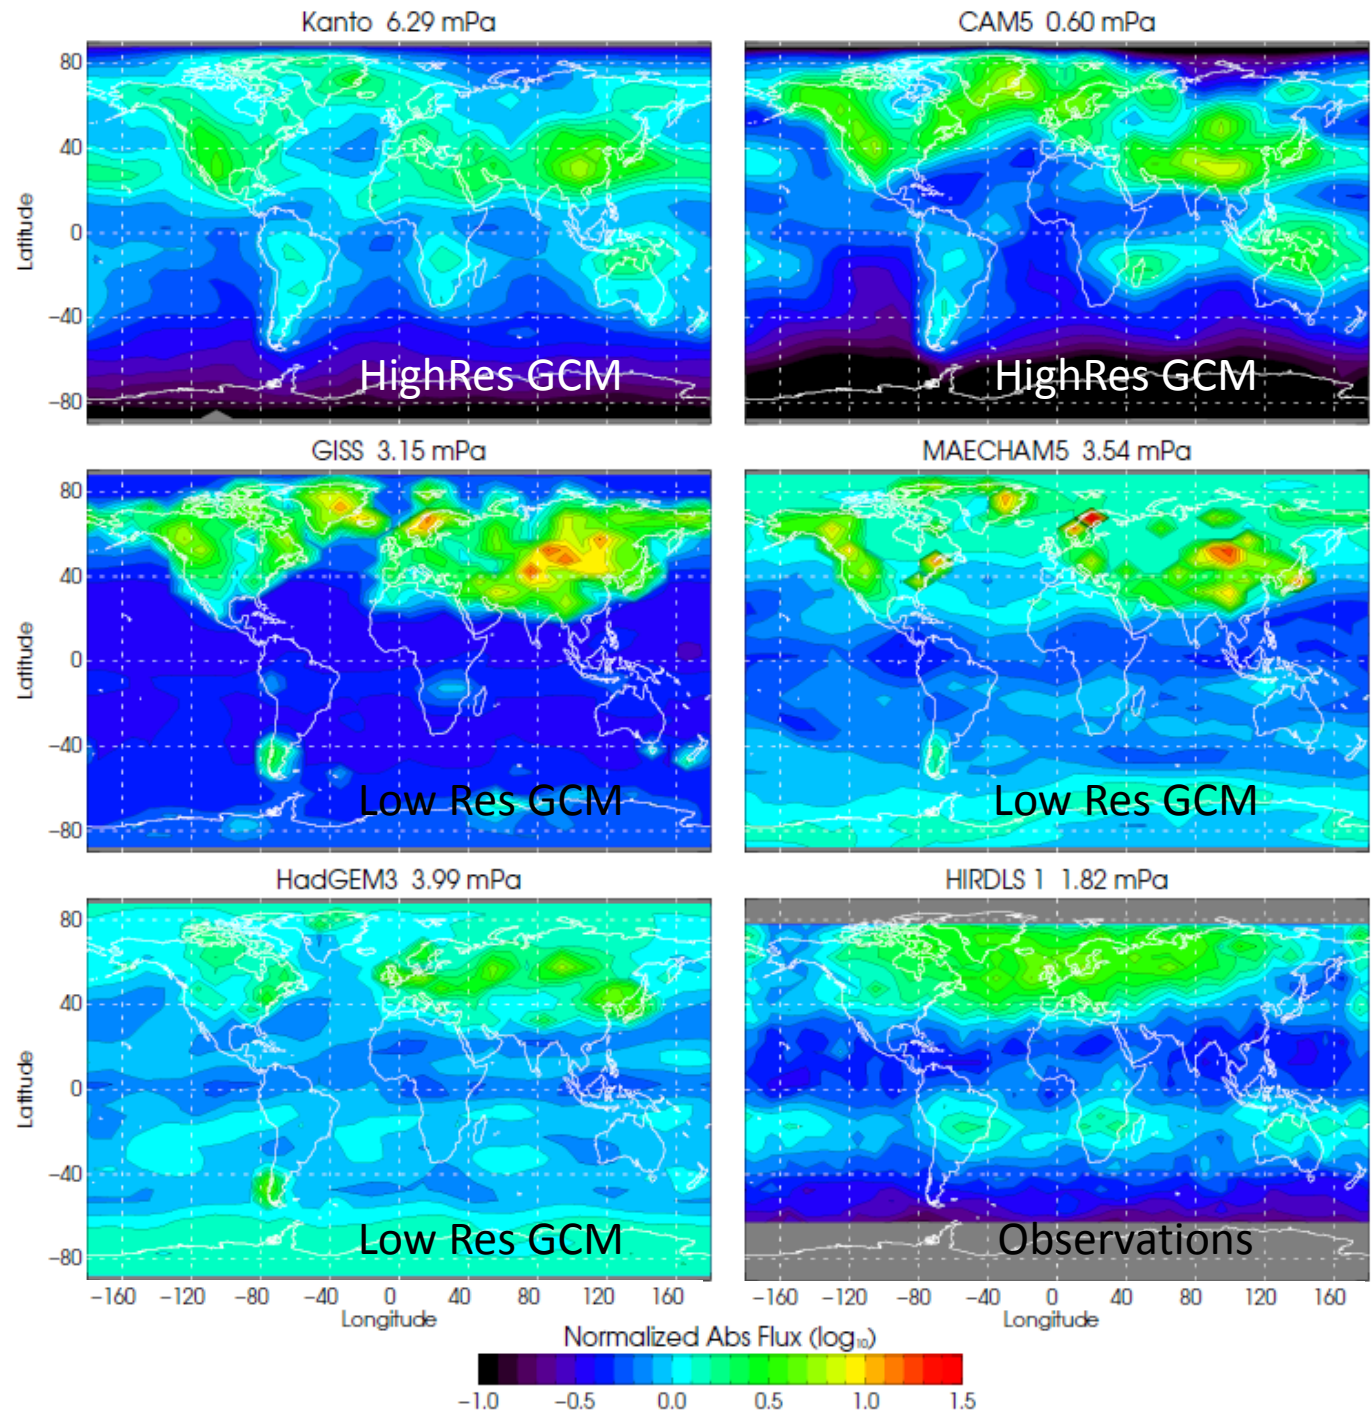 Kanto 6.29 mPa
CAM5 0.60 mPa
80
40
0
−40
−80
Latitude
HighRes GCM
HighRes GCM
GISS 3.15 mPa
MAECHAM5 3.54 mPa
80
40
0
−40
−80
Latitude
Low Res GCM
Low Res GCM
HadGEM3 3.99 mPa
HIRDLS 1 1.82 mPa
80
40
0
−40
−80
Latitude
Low Res GCM
Observations
−160 −120 −80 −40 0 40 80 120 160
−160 −120 −80 −40 0 40 80 120 160
Longitude
Longitude
Normalized Abs Flux (log₁₀)
−1.0 −0.5 0.0 0.5 1.0 1.5